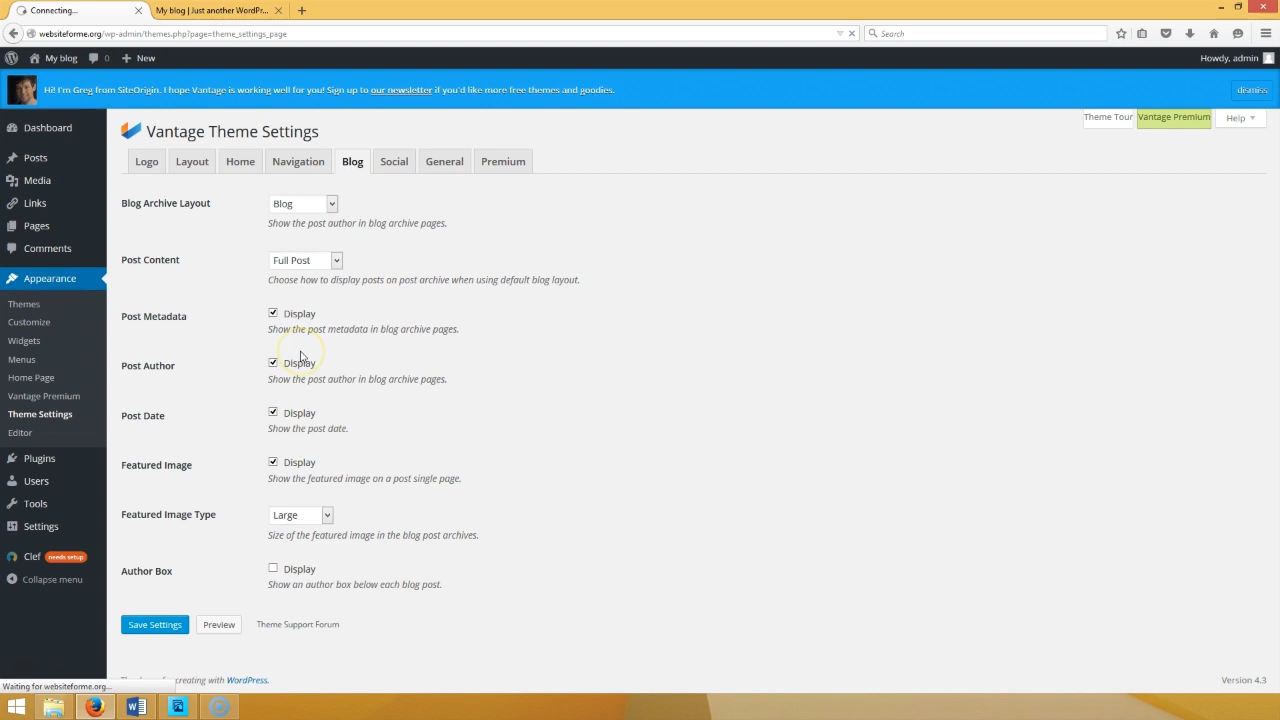 Connecting...
My blog | Just another WordPr...
websiteforme.org/wp-admin/themes.php?page=theme_settings_page
Search
My blog
0
New
Howdy, admin
Hi! I'm Greg from SiteOrigin. I hope Vantage is working well for you! Sign up to our newsletter if you'd like more free themes and goodies.
dismiss
Theme Tour
Vantage Premium
Help
Dashboard
Posts
Media
Links
Pages
Comments
Appearance
Themes
Customize
Widgets
Menus
Home Page
Vantage Premium
Theme Settings
Editor
Plugins
Users
Tools
Settings
Clef needs setup
Collapse menu
Vantage Theme Settings
Logo
Layout
Home
Navigation
Blog
Social
General
Premium
Blog Archive Layout
Blog
Show the post author in blog archive pages.
Post Content
Full Post
Choose how to display posts on post archive when using default blog layout.
Post Metadata
Display
Show the post metadata in blog archive pages.
Post Author
Display
Show the post author in blog archive pages.
Post Date
Display
Show the post date.
Featured Image
Display
Show the featured image on a post single page.
Featured Image Type
Large
Size of the featured image in the blog post archives.
Author Box
Display
Show an author box below each blog post.
Save Settings
Preview
Theme Support Forum
creating with WordPress.
Version 4.3
Waiting for websiteforme.org...